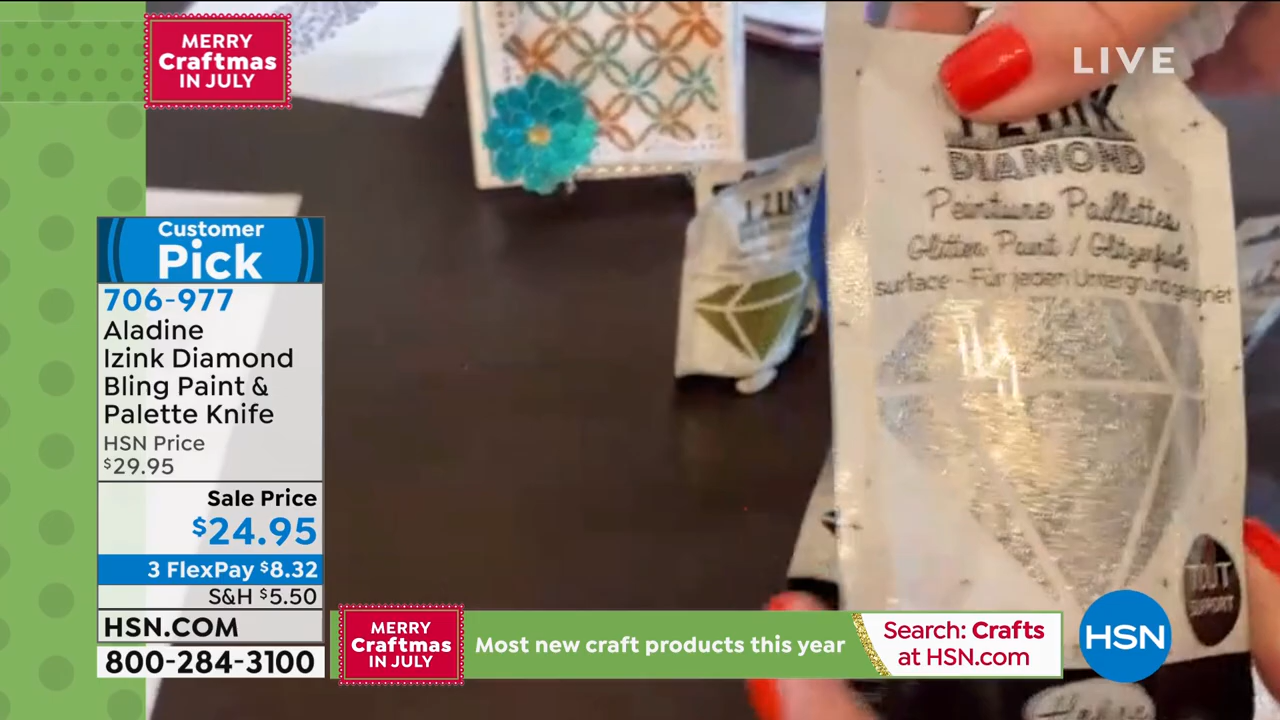 MERRY
Craftmas
IN JULY
LIVE
Customer
Pick
706-977
Aladine
Izink Diamond
Bling Paint &
Palette Knife
HSN Price
$29.95
Sale Price
$24.95
3 FlexPay $8.32
S&H $5.50
HSN.COM
800-284-3100
IZINK
DIAMOND
Peinture Paillettes
Glitter Paint / Glitzerfarbe
surface - Für jeden Untergrund geeignet
TOUT
SUPPORT
IZINK
MERRY
Craftmas
IN JULY
Most new craft products this year
Search: Crafts
at HSN.com
HSN